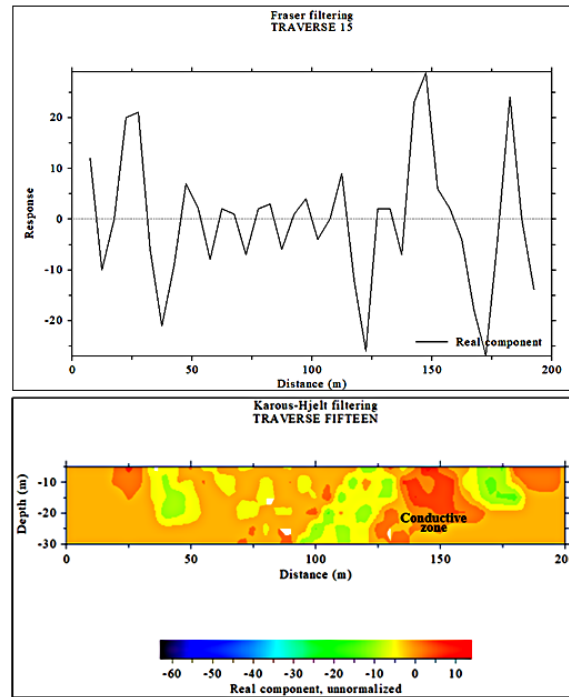 Fraser filtering
TRAVERSE 15
Response
20
10
0
-10
-20
Real component
0 50 100 150 200
Distance (m)
Karous-Hjelt filtering
TRAVERSE FIFTEEN
Depth (m)
-10
-20
-30
Conductive
zone
0 50 100 150 200
Distance (m)
-60 -50 -40 -30 -20 -10 0 10
Real component, unnormalized